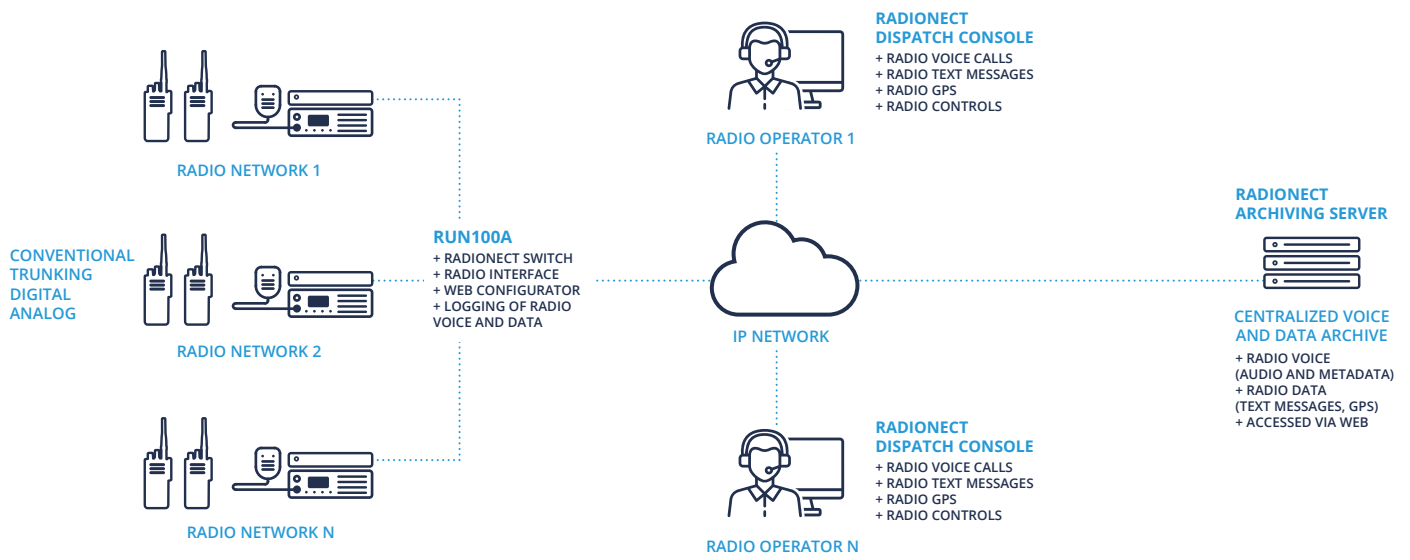 RADIONECT
DISPATCH CONSOLE
+ RADIO VOICE CALLS
+ RADIO TEXT MESSAGES
+ RADIO GPS
+ RADIO CONTROLS
RADIO OPERATOR 1
RADIO NETWORK 1
CONVENTIONAL
TRUNKING
DIGITAL
ANALOG
RADIO NETWORK 2
RUN100A
+ RADIONECT SWITCH
+ RADIO INTERFACE
+ WEB CONFIGURATOR
+ LOGGING OF RADIO
VOICE AND DATA
IP NETWORK
RADIONECT
ARCHIVING SERVER
CENTRALIZED VOICE
AND DATA ARCHIVE
+ RADIO VOICE
(AUDIO AND METADATA)
+ RADIO DATA
(TEXT MESSAGES, GPS)
+ ACCESSED VIA WEB
RADIO NETWORK N
RADIONECT
DISPATCH CONSOLE
+ RADIO VOICE CALLS
+ RADIO TEXT MESSAGES
+ RADIO GPS
+ RADIO CONTROLS
RADIO OPERATOR N